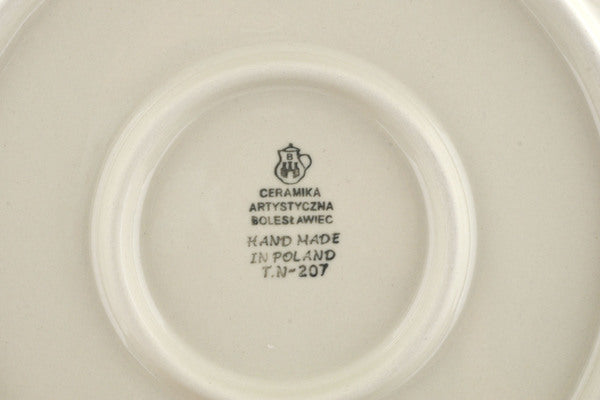 B
CERAMIKA
ARTYSTYCZNA
BOLESŁAWIEC
HAND MADE
IN POLAND
T.N-207